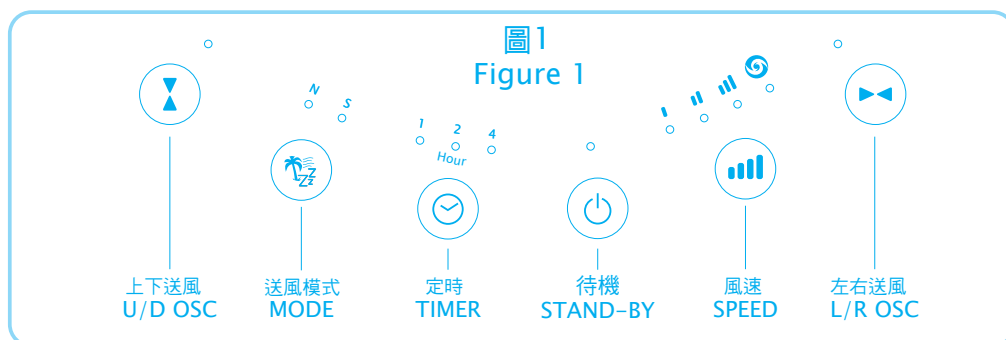 圖1
Figure 1
N S
1 2 4
Hour
ZZz
上下送風
U/D OSC
送風模式
MODE
定時
TIMER
待機
STAND-BY
風速
SPEED
左右送風
L/R OSC